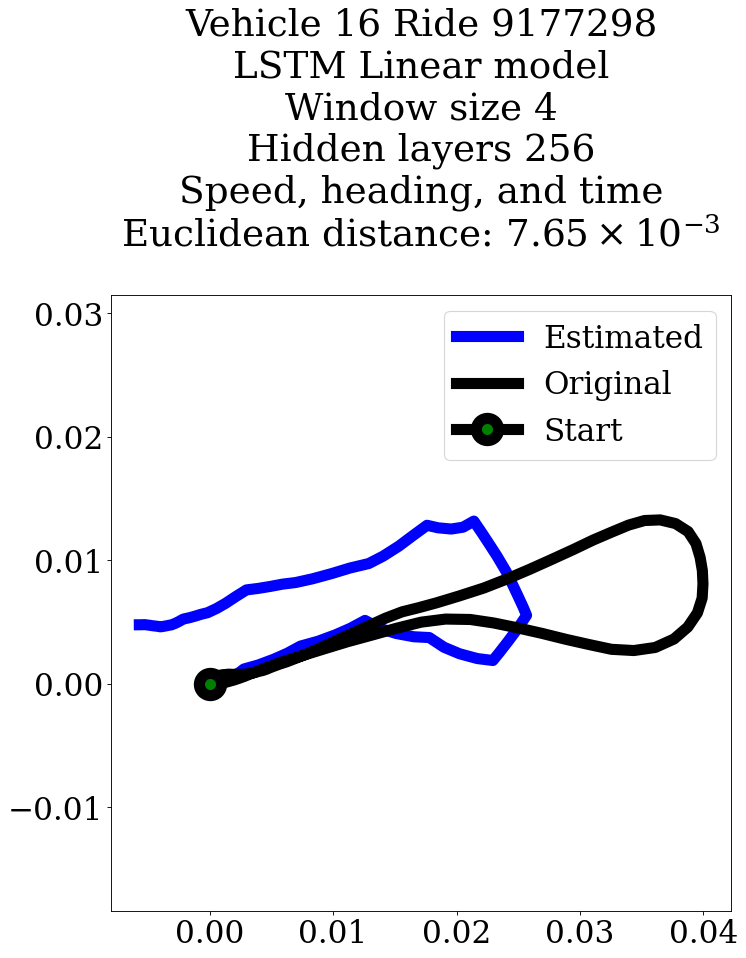 Vehicle 16 Ride 9177298
LSTM Linear model
Window size 4
Hidden layers 256
Speed, heading, and time
Euclidean distance: 7.65 × 10⁻³
0.03
0.02
0.01
0.00
−0.01
Estimated
Original
Start
0.00 0.01 0.02 0.03 0.04